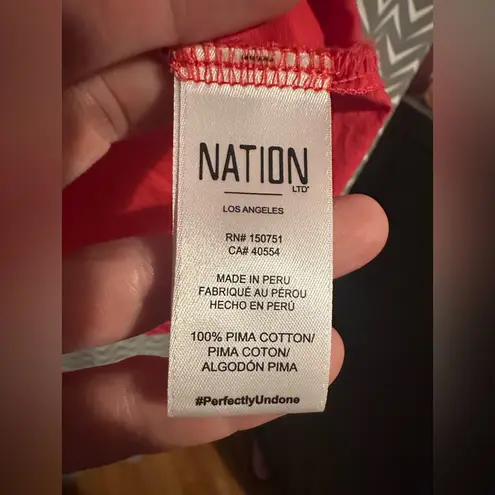 NATION
LTD®
LOS ANGELES
RN# 150751
CA# 40554
MADE IN PERU
FABRIQUÉ AU PÉROU
HECHO EN PERÚ
100% PIMA COTTON/
PIMA COTON/
ALGODÓN PIMA
#PerfectlyUndone